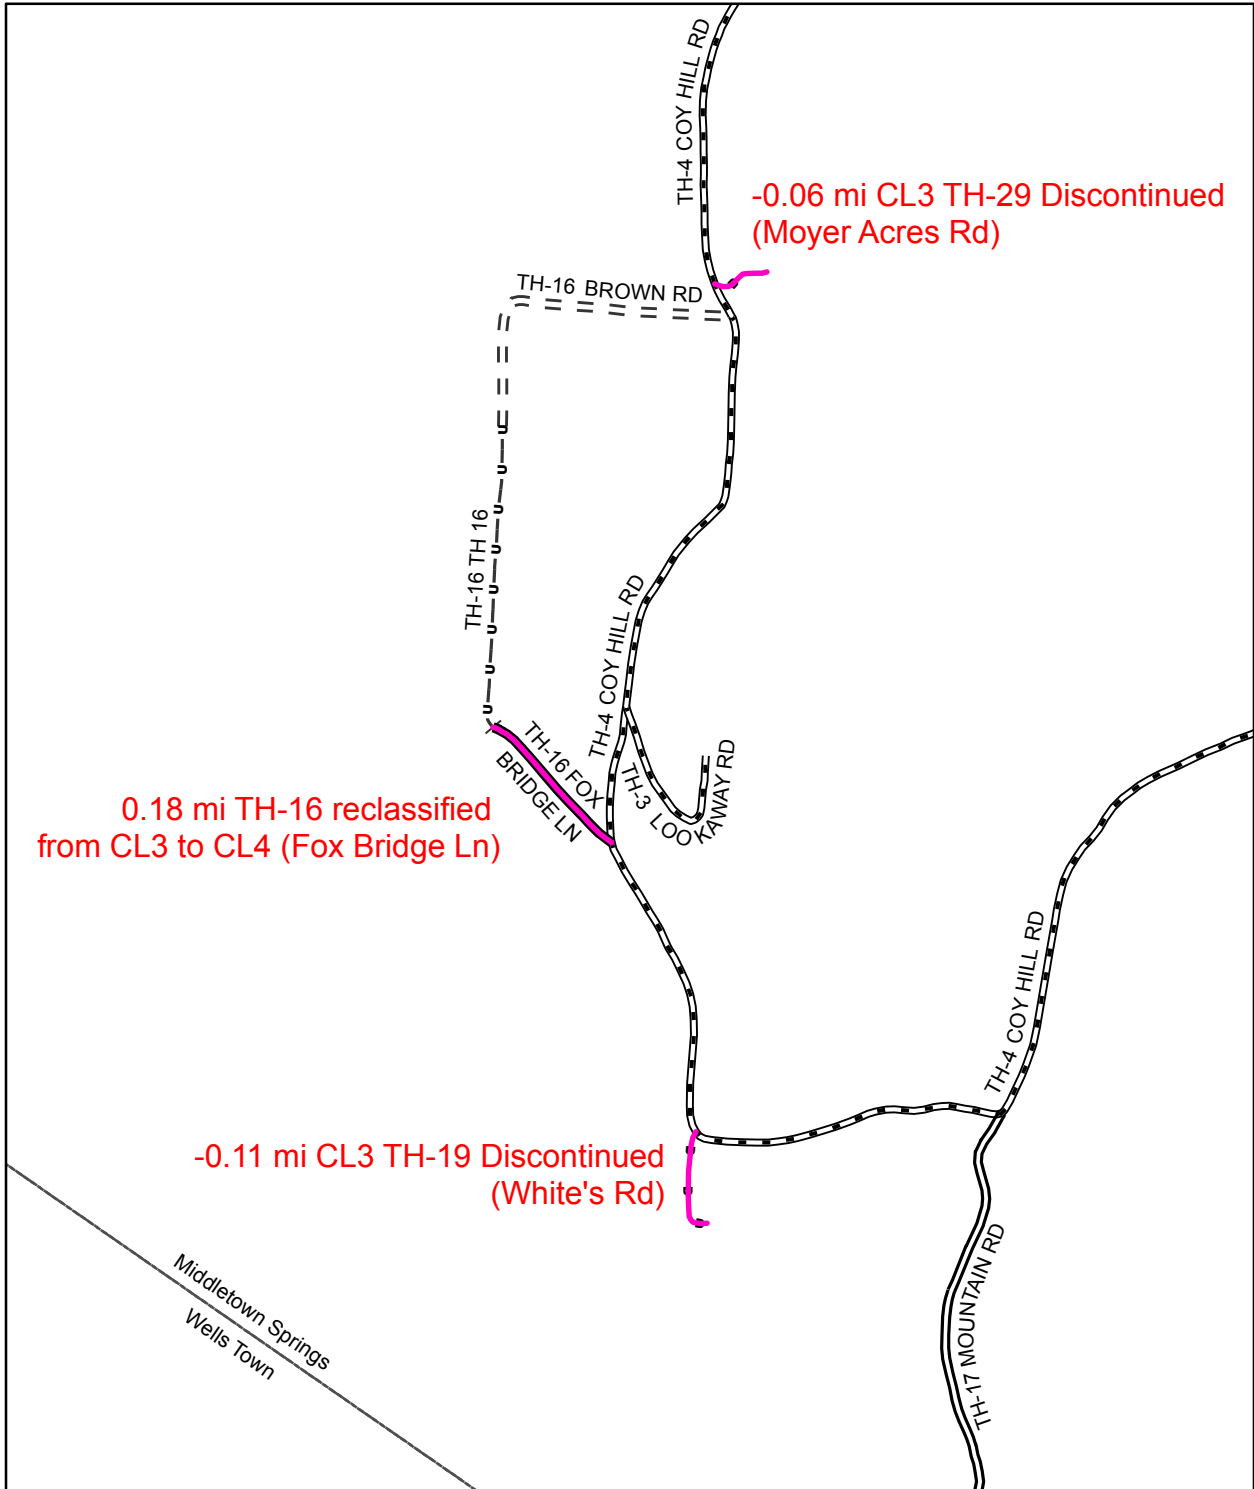 TH-4 COY HILL RD
-0.06 mi CL3 TH-29 Discontinued
(Moyer Acres Rd)
TH-16 BROWN RD
TH-16 TH 16
TH-4 COY HILL RD
TH-16 FOX
BRIDGE LN
TH-3 LOOKAWAY RD
0.18 mi TH-16 reclassified
from CL3 to CL4 (Fox Bridge Ln)
TH-4 COY HILL RD
-0.11 mi CL3 TH-19 Discontinued
(White's Rd)
Middletown Springs
Wells Town
TH-17 MOUNTAIN RD